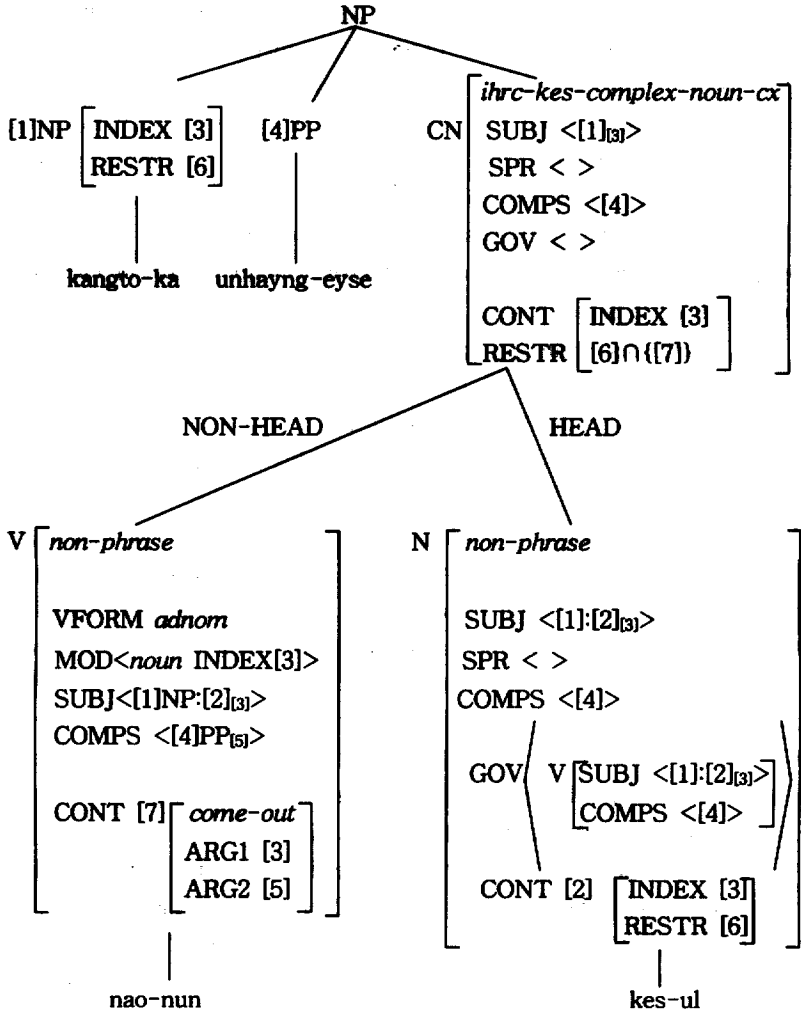 NP
ihrc-kes-complex-noun-cx
[1]NP [INDEX [3] [4]PP CN SUBJ <[1][3]>
RESTR [6]] SPR < >
COMPS <[4]>
GOV < >
kangto-ka unhayng-eyse
CONT [INDEX [3]
RESTR [6]∩{[7]}]
NON-HEAD HEAD
V [non-phrase N [non-phrase
VFORM adnom SUBJ <[1]:[2][3]>
MOD<noun INDEX[3]> SPR < >
SUBJ<[1]NP:[2][3]> COMPS <[4]>
COMPS <[4]PP[5]>
GOV< V[SUBJ <[1]:[2][3]>
COMPS <[4]>]>
CONT [7][come-out
ARG1 [3]
ARG2 [5]]
CONT [2] [INDEX [3]
RESTR [6]]
nao-nun kes-ul